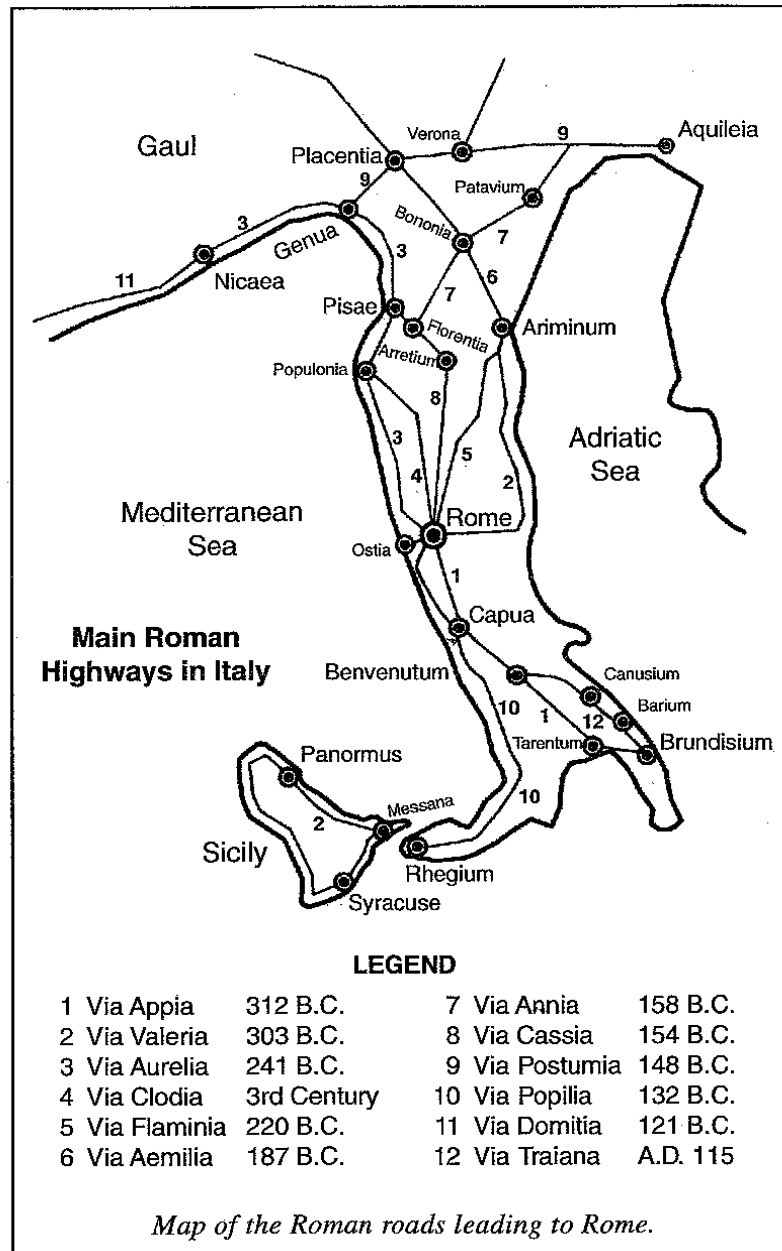 Gaul
Verona
9
Aquileia
Placentia
9
Patavium
3
Genua
Bononia
7
11
Nicaea
3
6
7
Pisae
Florentia
Ariminum
Arretium
Populonia
8
Adriatic
Sea
3
5
4
2
Mediterranean
Sea
Rome
Ostia
1
Capua
Main Roman
Highways in Italy
Benvenutum
Canusium
10
1
12
Barium
Tarentum
Brundisium
Panormus
10
Messana
2
Sicily
Rhegium
Syracuse
LEGEND
1 Via Appia 312 B.C.
2 Via Valeria 303 B.C.
3 Via Aurelia 241 B.C.
4 Via Clodia 3rd Century
5 Via Flaminia 220 B.C.
6 Via Aemilia 187 B.C.
7 Via Annia 158 B.C.
8 Via Cassia 154 B.C.
9 Via Postumia 148 B.C.
10 Via Popilia 132 B.C.
11 Via Domitia 121 B.C.
12 Via Traiana A.D. 115
Map of the Roman roads leading to Rome.